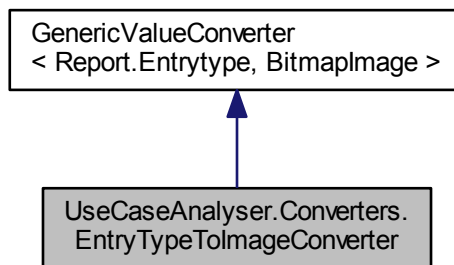 GenericValueConverter
< Report.Entrytype, BitmapImage >
UseCaseAnalyser.Converters.
EntryTypeToImageConverter